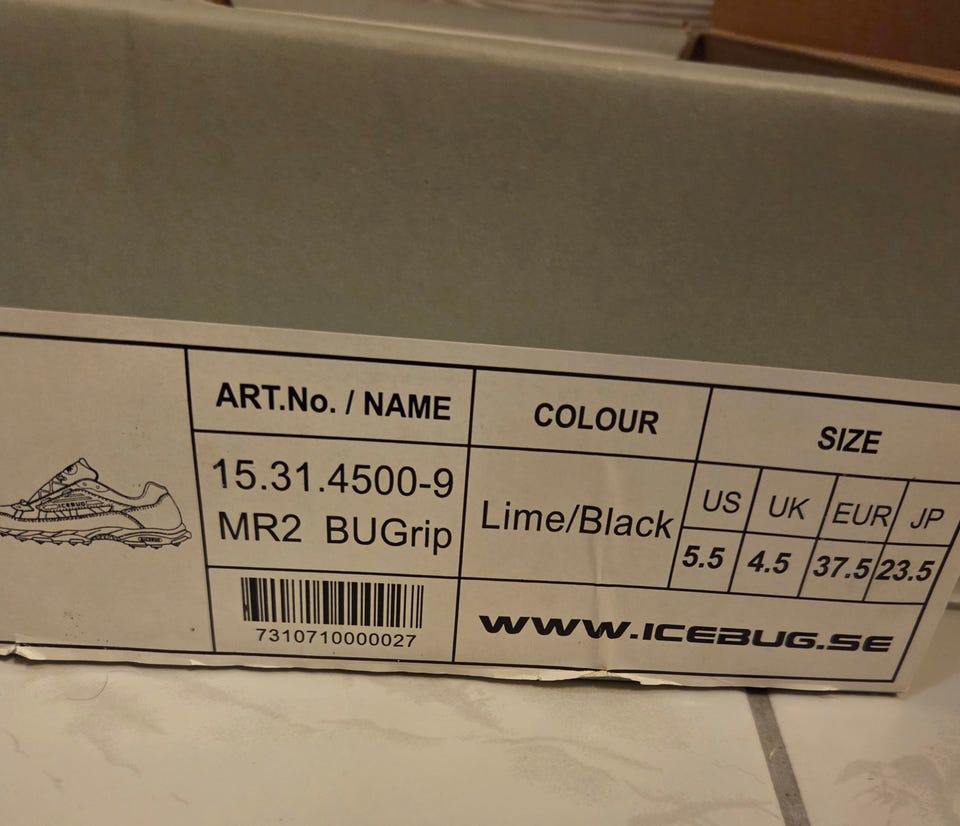 ART.No. / NAME
COLOUR
SIZE
15.31.4500-9
MR2 BUGrip
Lime/Black
US UK EUR JP
5.5 4.5 37.5 23.5
7310710000027
WWW.ICEBUG.SE
ICEBUG